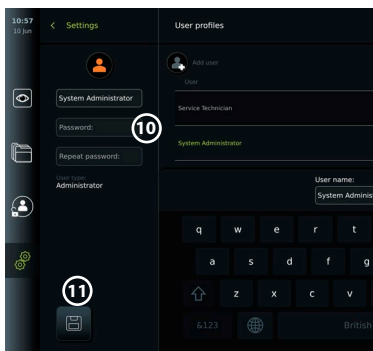 10:57
10 Jun
Settings
User profiles
Add user
User
System Administrator
Service Technician
Password:
10
System Administrator
Repeat password:
User type:
Administrator
User name:
System Adminis
q w e r t
a s d f g
11
z x c v
&123
British